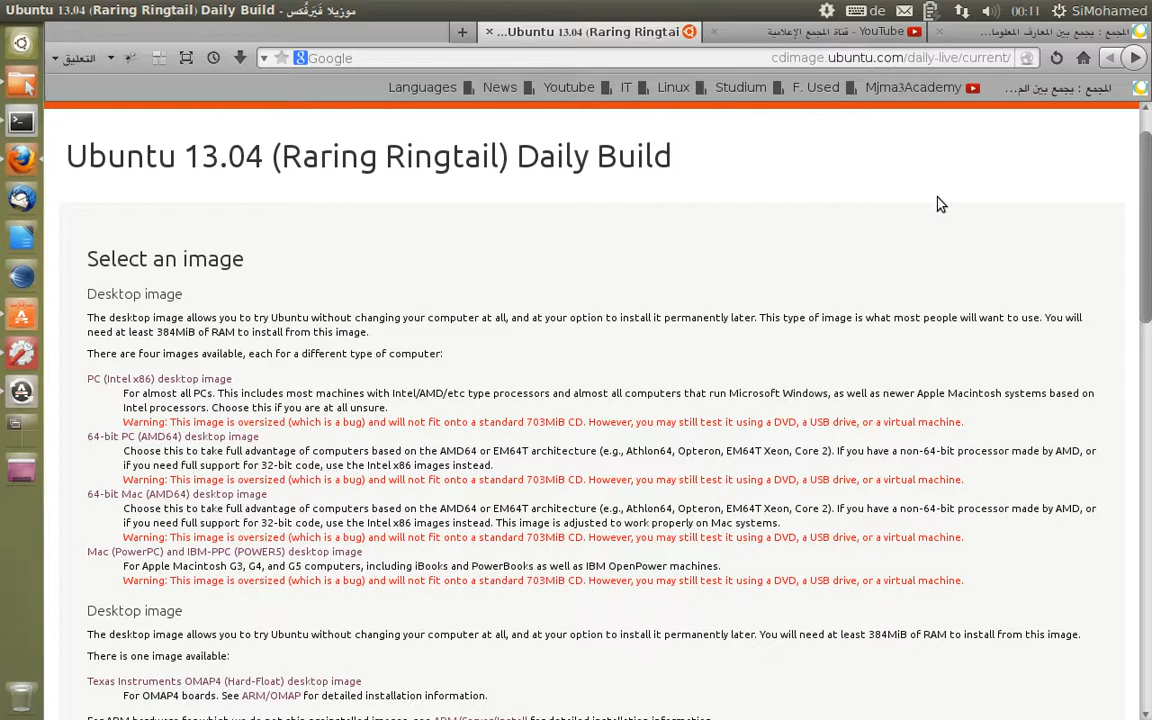 Ubuntu 13.04 (Raring Ringtail) Daily Build - موزيلا فَيَرفُكس
de 00:11 SiMohamed
...Ubuntu 13.04 (Raring Ringtai
YouTube - قناة المجمع الإعلامية
المجمع : يجمع بين المعارف المعلوما...
التعليق
Google
cdimage.ubuntu.com/daily-live/current/
Languages News Youtube IT Linux Studium F. Used Mjma3Academy المجمع : يجمع بين الم...
Ubuntu 13.04 (Raring Ringtail) Daily Build
Select an image
Desktop image
The desktop image allows you to try Ubuntu without changing your computer at all, and at your option to install it permanently later. This type of image is what most people will want to use. You will
need at least 384MiB of RAM to install from this image.
There are four images available, each for a different type of computer:
PC (Intel x86) desktop image
For almost all PCs. This includes most machines with Intel/AMD/etc type processors and almost all computers that run Microsoft Windows, as well as newer Apple Macintosh systems based on
Intel processors. Choose this if you are at all unsure.
Warning: This image is oversized (which is a bug) and will not fit onto a standard 703MiB CD. However, you may still test it using a DVD, a USB drive, or a virtual machine.
64-bit PC (AMD64) desktop image
Choose this to take full advantage of computers based on the AMD64 or EM64T architecture (e.g., Athlon64, Opteron, EM64T Xeon, Core 2). If you have a non-64-bit processor made by AMD, or
if you need full support for 32-bit code, use the Intel x86 images instead.
Warning: This image is oversized (which is a bug) and will not fit onto a standard 703MiB CD. However, you may still test it using a DVD, a USB drive, or a virtual machine.
64-bit Mac (AMD64) desktop image
Choose this to take full advantage of computers based on the AMD64 or EM64T architecture (e.g., Athlon64, Opteron, EM64T Xeon, Core 2). If you have a non-64-bit processor made by AMD, or
if you need full support for 32-bit code, use the Intel x86 images instead. This image is adjusted to work properly on Mac systems.
Warning: This image is oversized (which is a bug) and will not fit onto a standard 703MiB CD. However, you may still test it using a DVD, a USB drive, or a virtual machine.
Mac (PowerPC) and IBM-PPC (POWER5) desktop image
For Apple Macintosh G3, G4, and G5 computers, including iBooks and PowerBooks as well as IBM OpenPower machines.
Warning: This image is oversized (which is a bug) and will not fit onto a standard 703MiB CD. However, you may still test it using a DVD, a USB drive, or a virtual machine.
Desktop image
The desktop image allows you to try Ubuntu without changing your computer at all, and at your option to install it permanently later. You will need at least 384MiB of RAM to install from this image.
There is one image available:
Texas Instruments OMAP4 (Hard-Float) desktop image
For OMAP4 boards. See ARM/OMAP for detailed installation information.